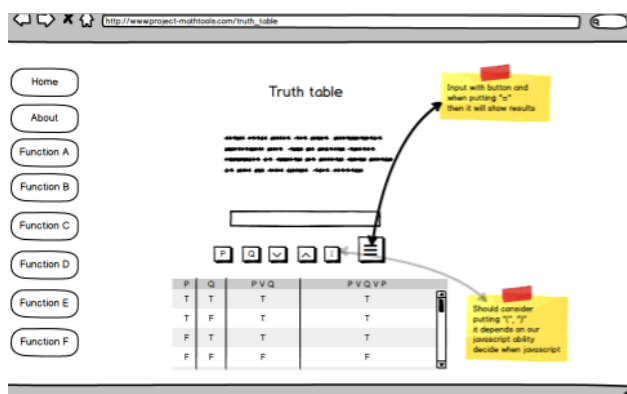 http://www.project-mathtools.com/truth_table
Home
About
Function A
Function B
Function C
Function D
Function E
Function F
Truth table
Input with button and
when putting "="
then it will show results
P Q
P Q P V Q P V Q V P
T T T T
T F T T
F T T T
F F F F
Should consider
putting "(", ")"
it depends on our
javascript ability
decide when javoscript